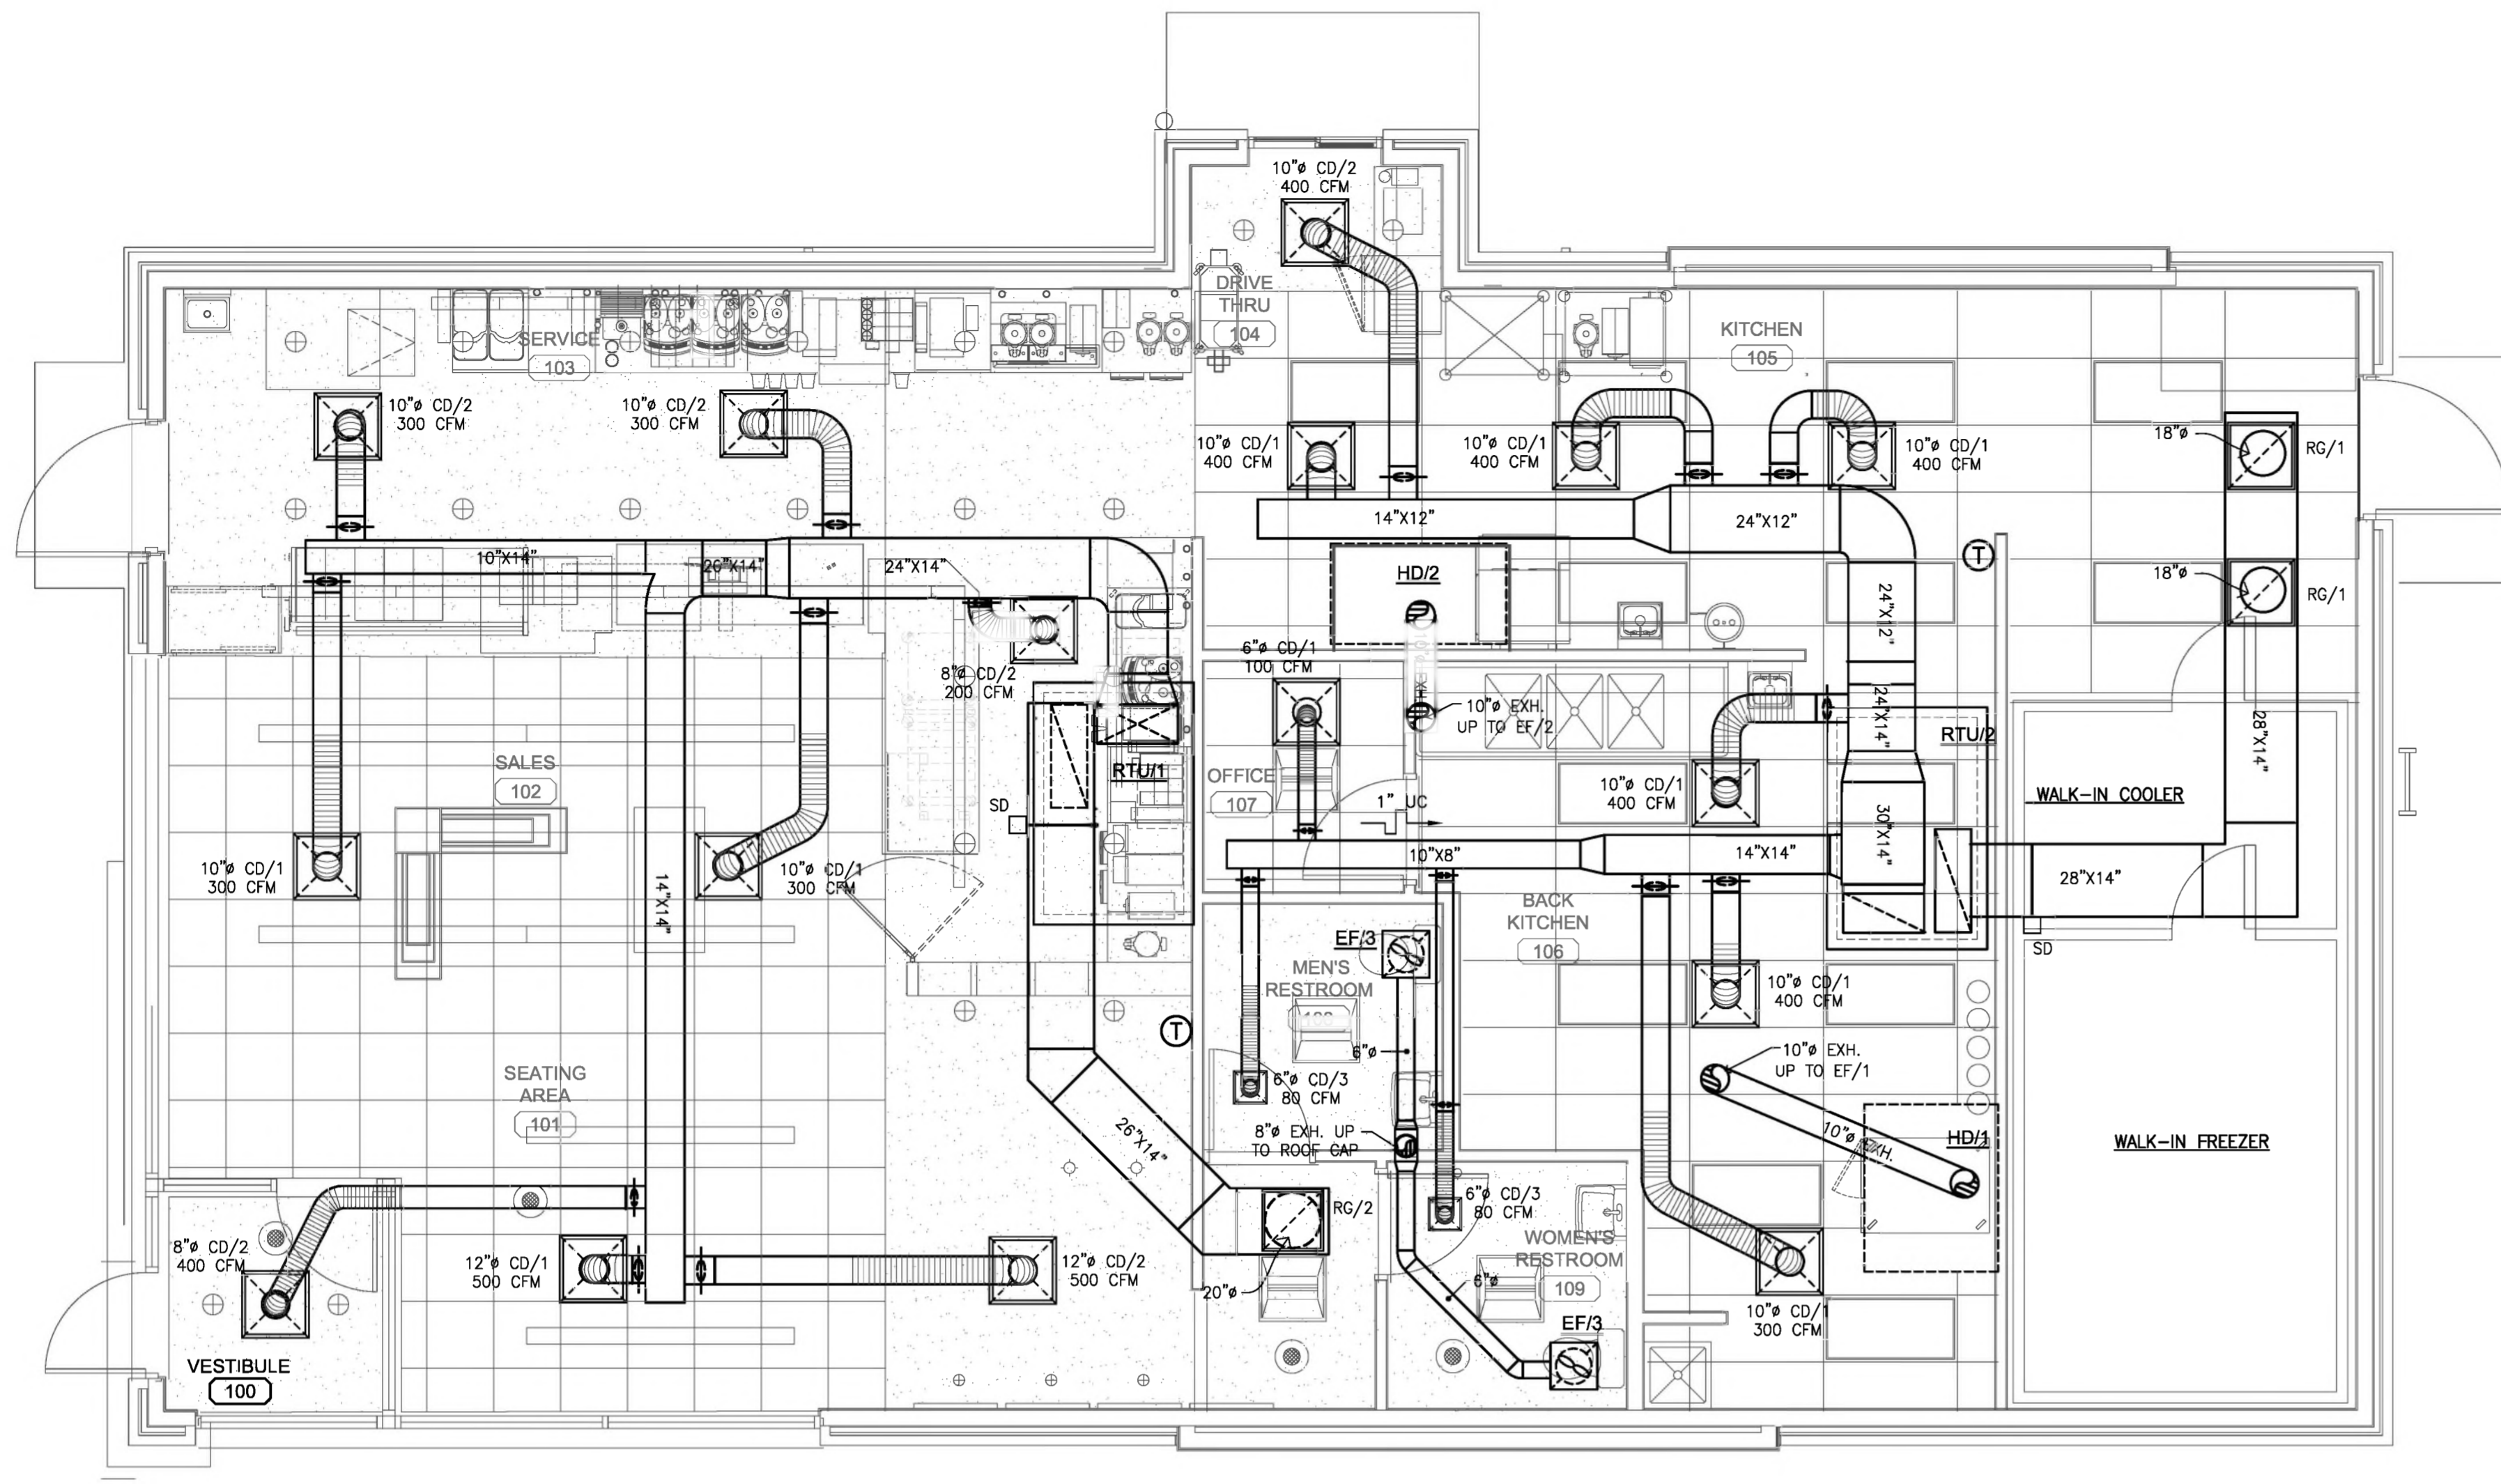 10"ø CD/2
400 CFM
DRIVE
THRU
104
SERVICE
103
KITCHEN
105
10"ø CD/2
300 CFM
10"ø CD/2
300 CFM
10"ø CD/1
400 CFM
10"ø CD/1
400 CFM
10"ø CD/1
400 CFM
18"ø
RG/1
14"X12"
24"X12"
10"X14"
24"X14"
T
HD/2
18"ø
RG/1
24"X12"
6"ø CD/1
100 CFM
8"ø CD/2
200 CFM
10"ø EXH.
UP TO EF/2
24"X14"
RTU/2
28"X14"
SALES
102
RTU/1
OFFICE
107
SD
1" UC
10"ø CD/1
400 CFM
WALK-IN COOLER
30"X14"
10"X8"
14"X14"
10"ø CD/1
300 CFM
10"ø CD/1
300 CFM
14"X14"
28"X14"
SD
BACK
KITCHEN
106
EF/3
MEN'S
RESTROOM
10"ø CD/1
400 CFM
T
6"ø
10"ø EXH.
UP TO EF/1
SEATING
AREA
101
6"ø CD/3
80 CFM
26"X14"
8"ø EXH. UP
TO ROOF CAP
10"ø EXH.
HD/1
WALK-IN FREEZER
6"ø CD/3
80 CFM
RG/2
WOMEN'S
RESTROOM
109
8"ø CD/2
400 CFM
12"ø CD/1
500 CFM
12"ø CD/2
500 CFM
20"ø
6"ø
EF/3
10"ø CD/1
300 CFM
VESTIBULE
100